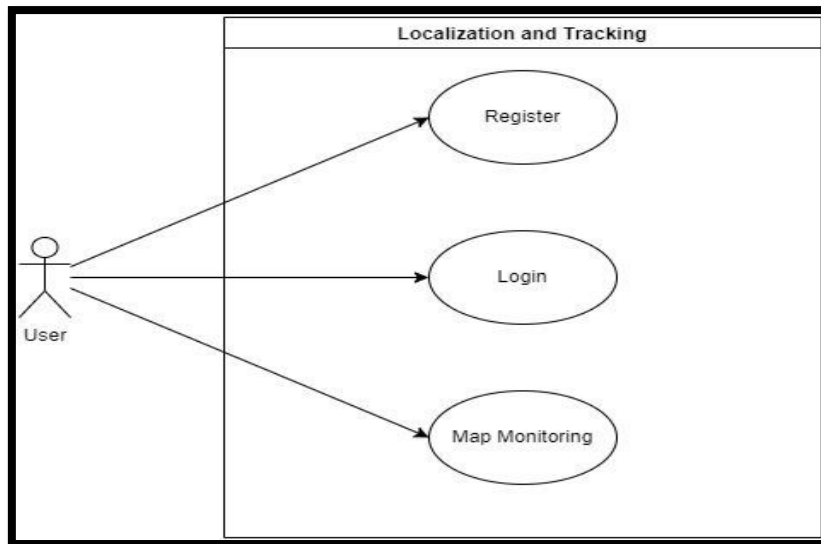 Localization and Tracking
Register
Login
User
Map Monitoring